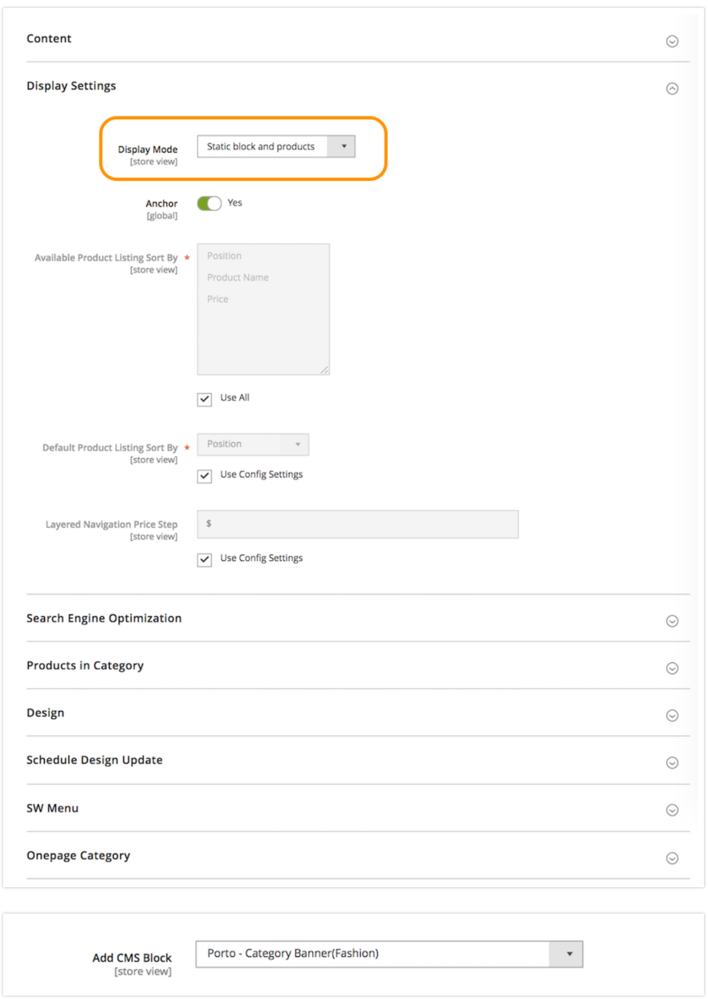 Content
Display Settings
Display Mode
[store view]
Static block and products
Anchor
[global]
Yes
Available Product Listing Sort By *
[store view]
Position
Product Name
Price
Use All
Default Product Listing Sort By *
[store view]
Position
Use Config Settings
Layered Navigation Price Step
[store view]
$
Use Config Settings
Search Engine Optimization
Products in Category
Design
Schedule Design Update
SW Menu
Onepage Category
Add CMS Block
[store view]
Porto - Category Banner(Fashion)